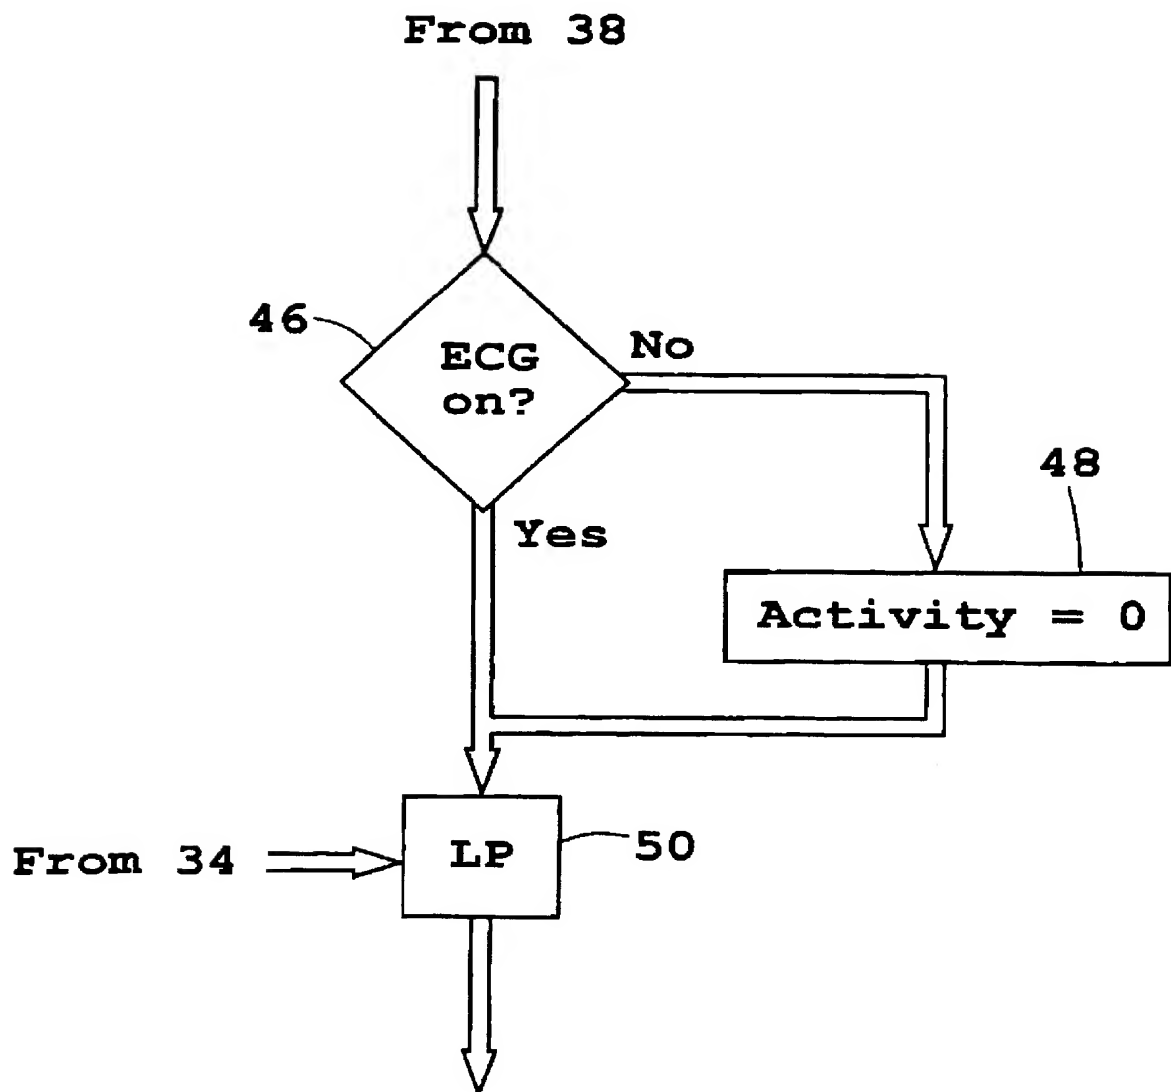 From 38
46
ECG
on?
No
Yes
48
Activity = 0
From 34
LP
50